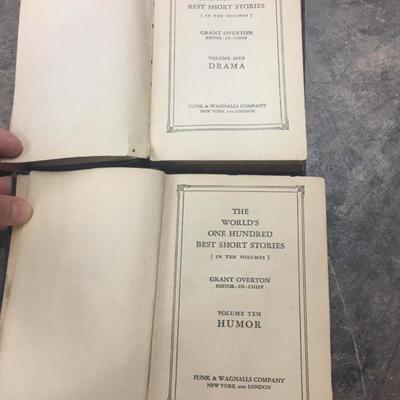 BEST SHORT STORIES
[ IN TEN VOLUMES ]
GRANT OVERTON
EDITOR-IN-CHIEF
VOLUME FIVE
DRAMA
FUNK & WAGNALLS COMPANY
NEW YORK AND LONDON
THE
WORLD'S
ONE HUNDRED
BEST SHORT STORIES
[ IN TEN VOLUMES ]
GRANT OVERTON
EDITOR-IN-CHIEF
VOLUME TEN
HUMOR
FUNK & WAGNALLS COMPANY
NEW YORK AND LONDON